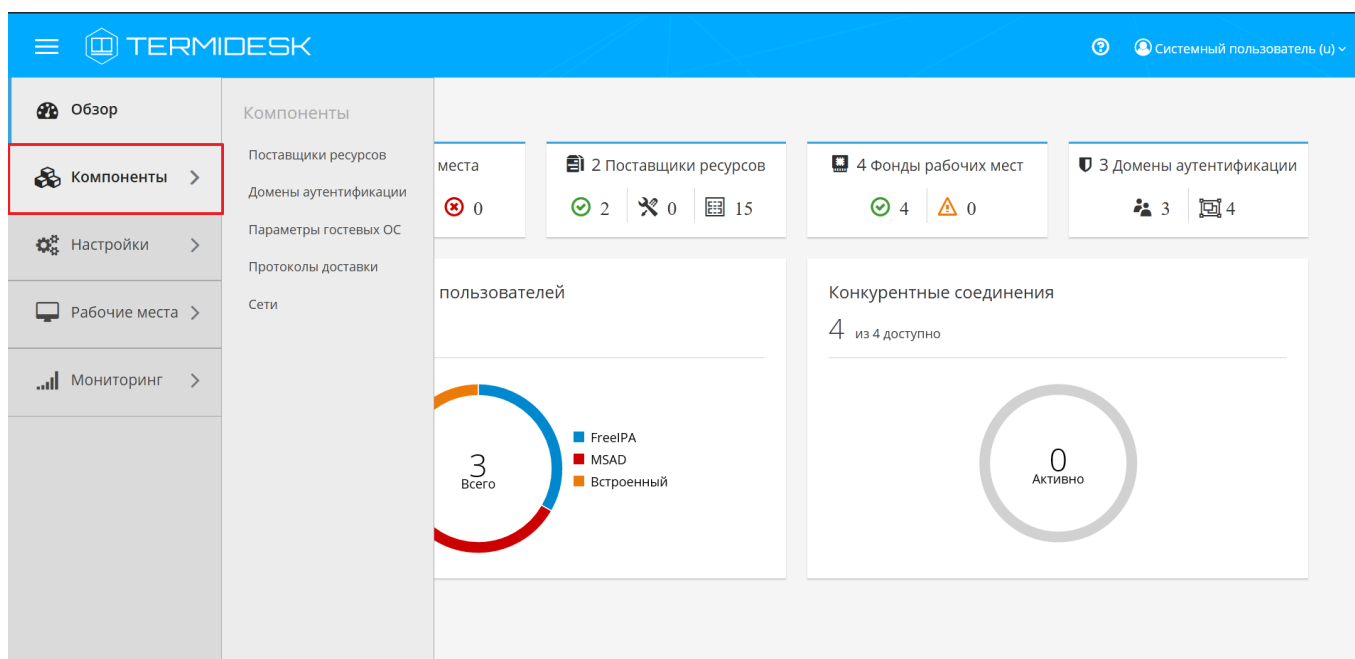 TERMIDESK
Системный пользователь (u)
Обзор
Компоненты
Настройки
Рабочие места
Мониторинг
Компоненты
Поставщики ресурсов
Домены аутентификации
Параметры гостевых ОС
Протоколы доставки
Сети
места
0
2 Поставщики ресурсов
2 0 15
4 Фонды рабочих мест
4 0
3 Домены аутентификации
3 4
пользователей
3
Всего
FreeIPA
MSAD
Встроенный
Конкурентные соединения
4 из 4 доступно
0
Активно